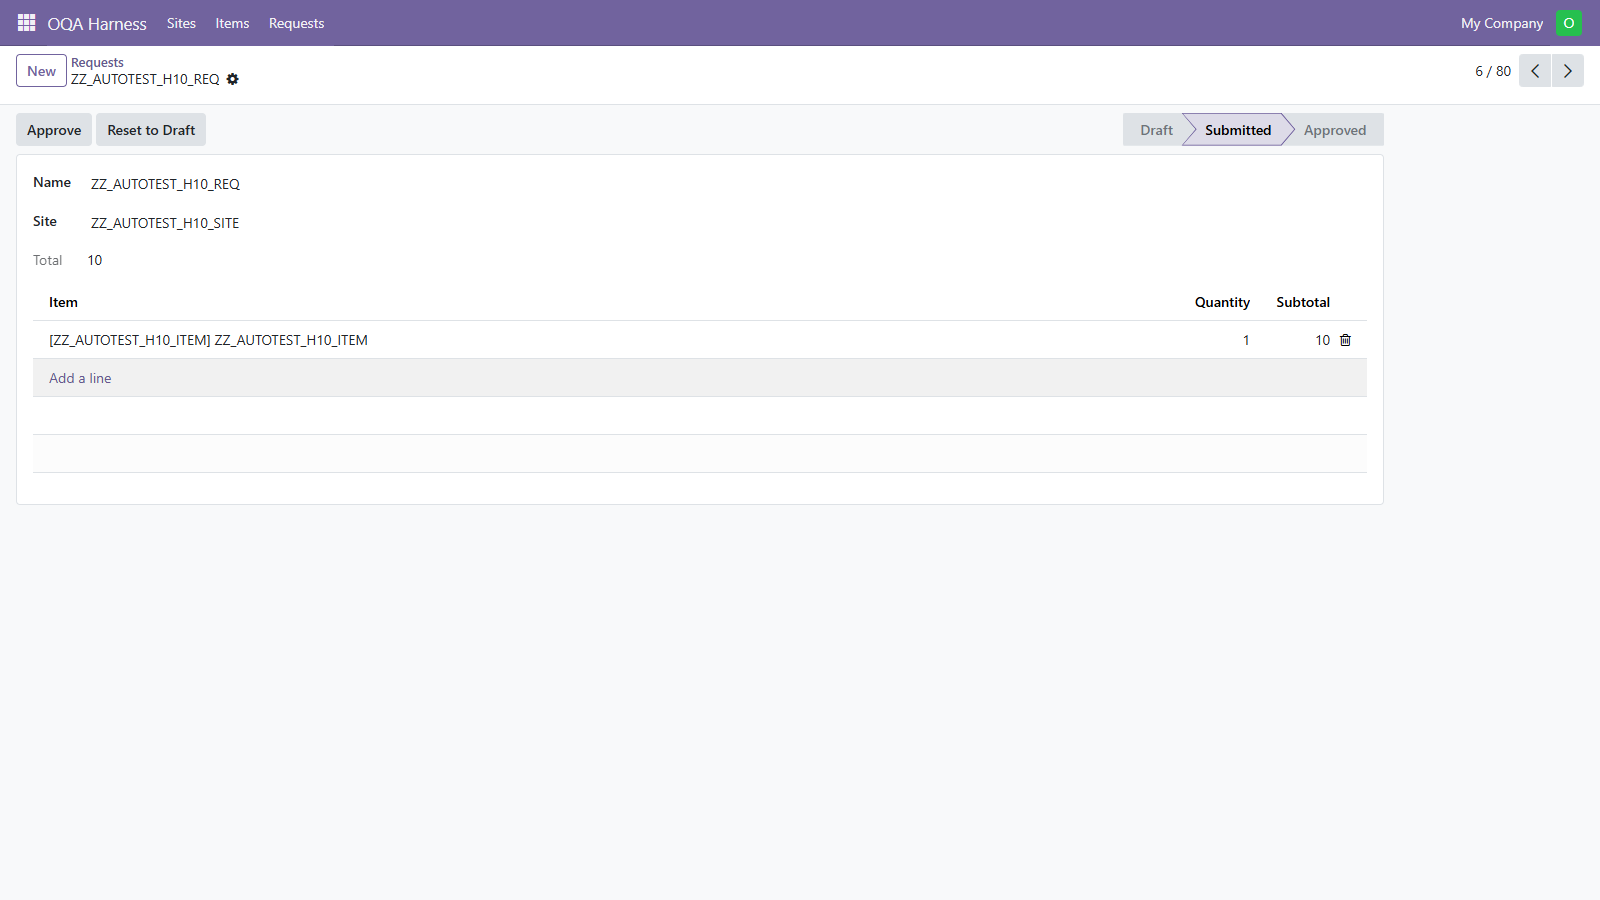 OQA Harness Sites Items Requests My Company O
New Requests
ZZ_AUTOTEST_H10_REQ 6 / 80
Approve Reset to Draft Draft Submitted Approved
Name ZZ_AUTOTEST_H10_REQ
Site ZZ_AUTOTEST_H10_SITE
Total 10
Item Quantity Subtotal
[ZZ_AUTOTEST_H10_ITEM] ZZ_AUTOTEST_H10_ITEM 1 10
Add a line